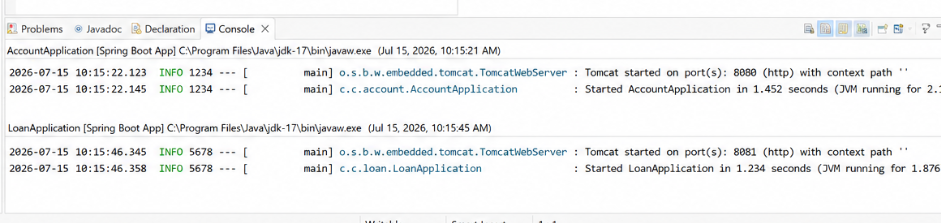 Problems Javadoc Declaration Console
AccountApplication [Spring Boot App] C:\Program Files\Java\jdk-17\bin\javaw.exe (Jul 15, 2026, 10:15:21 AM)
2026-07-15 10:15:22.123 INFO 1234 --- [ main] o.s.b.w.embedded.tomcat.TomcatWebServer : Tomcat started on port(s): 8080 (http) with context path ''
2026-07-15 10:15:22.145 INFO 1234 --- [ main] c.c.account.AccountApplication : Started AccountApplication in 1.452 seconds (JVM running for 2.1
LoanApplication [Spring Boot App] C:\Program Files\Java\jdk-17\bin\javaw.exe (Jul 15, 2026, 10:15:45 AM)
2026-07-15 10:15:46.345 INFO 5678 --- [ main] o.s.b.w.embedded.tomcat.TomcatWebServer : Tomcat started on port(s): 8081 (http) with context path ''
2026-07-15 10:15:46.358 INFO 5678 --- [ main] c.c.loan.LoanApplication : Started LoanApplication in 1.234 seconds (JVM running for 1.876